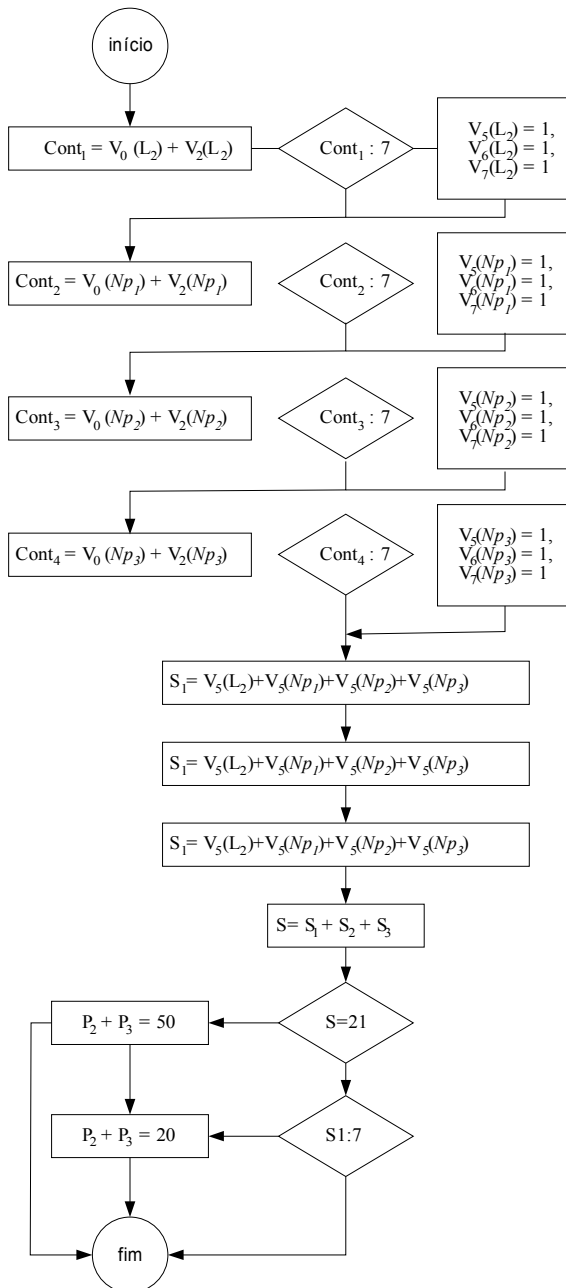 início
Cont₁ = V₀ (L₂) + V₂(L₂)
Cont₁ : 7
V₅(L₂) = 1,
V₆(L₂) = 1,
V₇(L₂) = 1
Cont₂ = V₀ (Np₁) + V₂(Np₁)
Cont₂ : 7
V₅(Np₁) = 1,
V₆(Np₁) = 1,
V₇(Np₁) = 1
Cont₃ = V₀ (Np₂) + V₂(Np₂)
Cont₃ : 7
V₅(Np₂) = 1,
V₆(Np₂) = 1,
V₇(Np₂) = 1
Cont₄ = V₀ (Np₃) + V₂(Np₃)
Cont₄ : 7
V₅(Np₃) = 1,
V₆(Np₃) = 1,
V₇(Np₃) = 1
S₁= V₅(L₂)+V₅(Np₁)+V₅(Np₂)+V₅(Np₃)
S₁= V₅(L₂)+V₅(Np₁)+V₅(Np₂)+V₅(Np₃)
S₁= V₅(L₂)+V₅(Np₁)+V₅(Np₂)+V₅(Np₃)
S= S₁ + S₂ + S₃
P₂ + P₃ = 50
S=21
P₂ + P₃ = 20
S1:7
fim